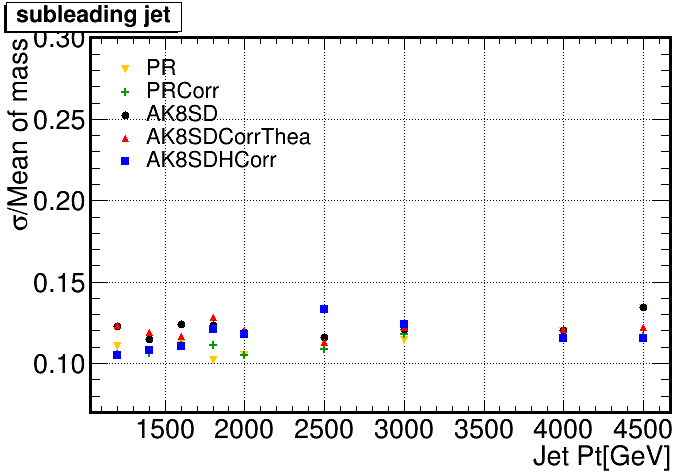 subleading jet
σ/Mean of mass
0.30
0.25
0.20
0.15
0.10
PR
PRCorr
AK8SD
AK8SDCorrThea
AK8SDHCorr
1500 2000 2500 3000 3500 4000 4500
Jet Pt[GeV]